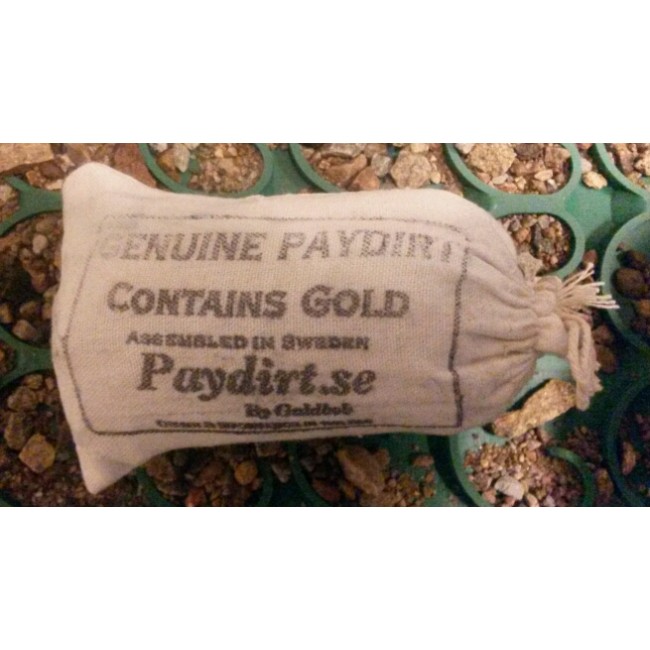 GENUINE PAYDIRT
CONTAINS GOLD
ASSEMBLED IN SWEDEN
Paydirt.se
By Goldbob